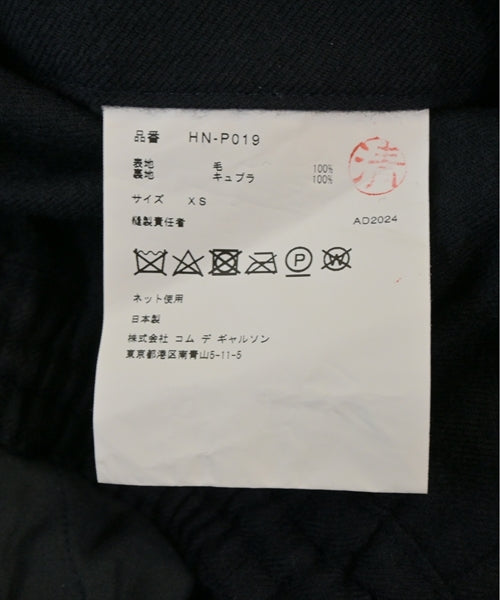 品番 HN-P019
表地 毛 100%
裏地 キュプラ 100%
サイズ XS
済
縫製責任者 AD2024
P W
ネット使用
日本製
株式会社 コム デ ギャルソン
東京都港区南青山5-11-5